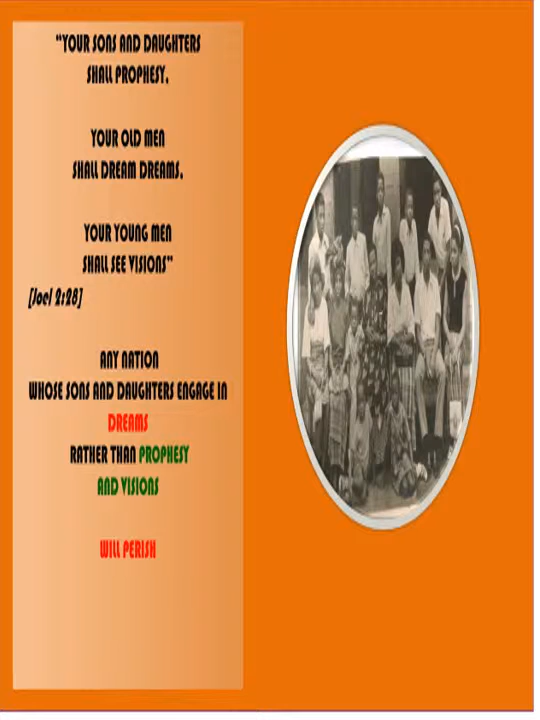 "YOUR SONS AND DAUGHTERS
SHALL PROPHESY,
YOUR OLD MEN
SHALL DREAM DREAMS,
YOUR YOUNG MEN
SHALL SEE VISIONS"
[Joel 2:28]
ANY NATION
WHOSE SONS AND DAUGHTERS ENGAGE IN
DREAMS
RATHER THAN PROPHESY
AND VISIONS
WILL PERISH